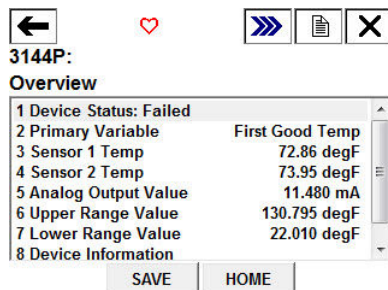 3144P:
Overview
1 Device Status: Failed
2 Primary Variable First Good Temp
3 Sensor 1 Temp 72.86 degF
4 Sensor 2 Temp 73.95 degF
5 Analog Output Value 11.480 mA
6 Upper Range Value 130.795 degF
7 Lower Range Value 22.010 degF
8 Device Information
SAVE HOME